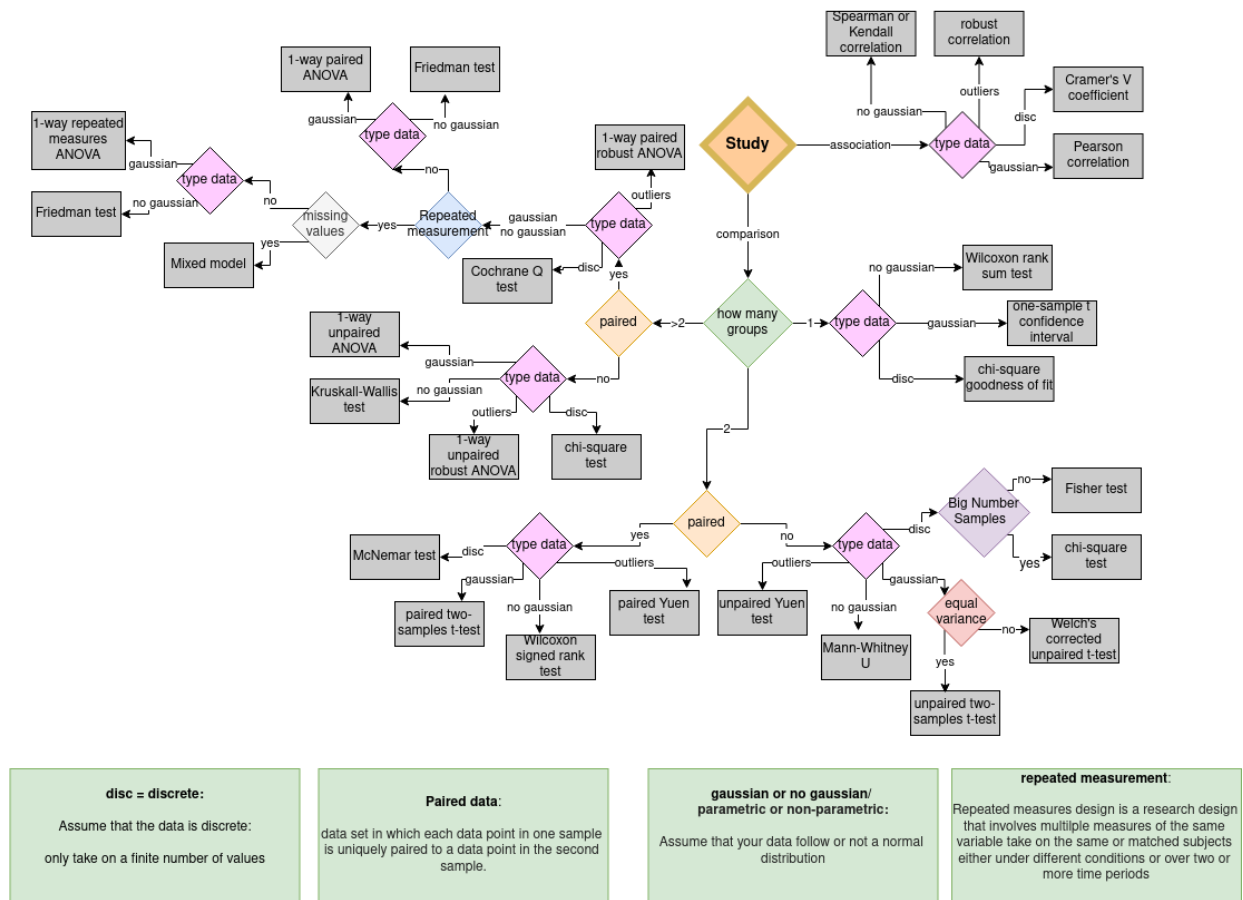 Spearman or
Kendall
correlation
robust
correlation
1-way paired
ANOVA
Friedman test
Cramer's V
coefficient
no gaussian
outliers
disc
gaussian
no gaussian
type data
1-way repeated
measures
ANOVA
1-way paired
robust ANOVA
Study
association
type data
Pearson
correlation
gaussian
gaussian
type data
no
outliers
no gaussian
Friedman test
no
missing
values
yes
Repeated
measurement
gaussian
no gaussian
type data
comparison
yes
Mixed model
Cochrane Q
test
disc
yes
no gaussian
Wilcoxon rank
sum test
1-way
unpaired
ANOVA
paired
>2
how many
groups
1
type data
gaussian
one-sample t
confidence
interval
gaussian
disc
chi-square
goodness of fit
Kruskall-Wallis
test
no gaussian
type data
no
outliers
disc
1-way
unpaired
robust ANOVA
chi-square
test
2
Big Number
Samples
no
Fisher test
paired
disc
yes
no
McNemar test
disc
type data
type data
yes
chi-square
test
outliers
outliers
gaussian
gaussian
paired two-
samples t-test
no gaussian
Wilcoxon
signed rank
test
paired Yuen
test
unpaired Yuen
test
no gaussian
Mann-Whitney
U
equal
variance
no
Welch's
corrected
unpaired t-test
yes
unpaired two-
samples t-test
disc = discrete:
Assume that the data is discrete:
only take on a finite number of values
Paired data:
data set in which each data point in one sample
is uniquely paired to a data point in the second
sample.
gaussian or no gaussian/
parametric or non-parametric:
Assume that your data follow or not a normal
distribution
repeated measurement:
Repeated measures design is a research design
that involves multilple measures of the same
variable take on the same or matched subjects
either under different conditions or over two or
more time periods